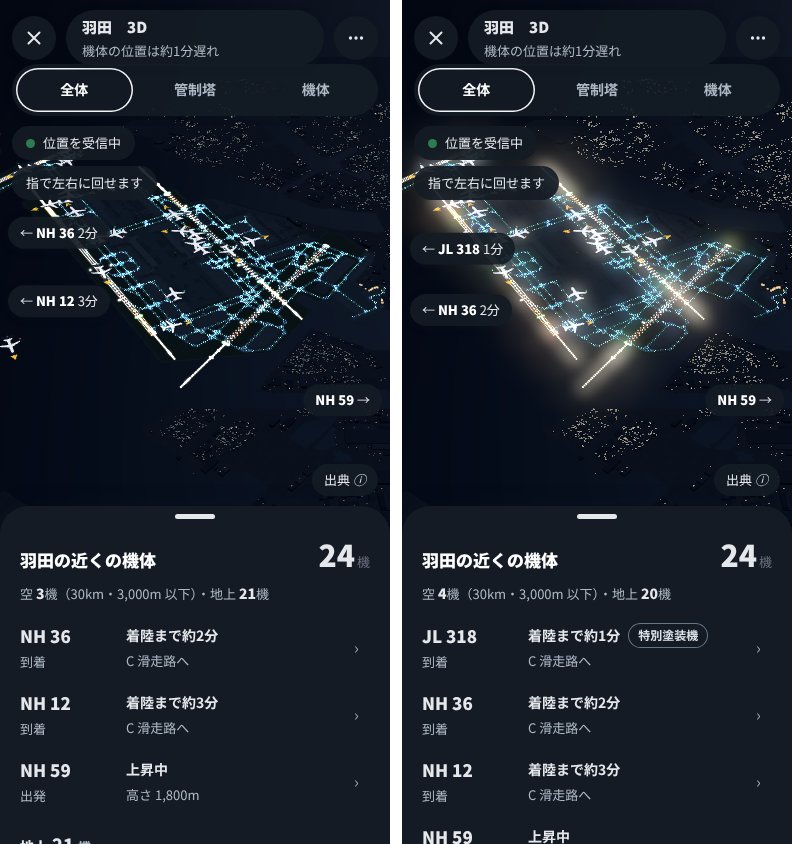 羽田　3D
機体の位置は約1分遅れ
全体
管制塔
機体
位置を受信中
指で左右に回せます
← NH 36 2分
← NH 12 3分
NH 59 →
出典 ⓘ
羽田の近くの機体
24機
空 3機（30km・3,000m 以下）・地上 21機
NH 36
着陸まで約2分
到着
C 滑走路へ
›
NH 12
着陸まで約3分
到着
C 滑走路へ
›
NH 59
上昇中
出発
高さ 1,800m
›
地上 21 機
羽田　3D
機体の位置は約1分遅れ
全体
管制塔
機体
位置を受信中
指で左右に回せます
← JL 318 1分
← NH 36 2分
NH 59 →
出典 ⓘ
羽田の近くの機体
24機
空 4機（30km・3,000m 以下）・地上 20機
JL 318
着陸まで約1分
特別塗装機
到着
C 滑走路へ
›
NH 36
着陸まで約2分
到着
C 滑走路へ
›
NH 12
着陸まで約3分
到着
C 滑走路へ
›
NH 59
上昇中